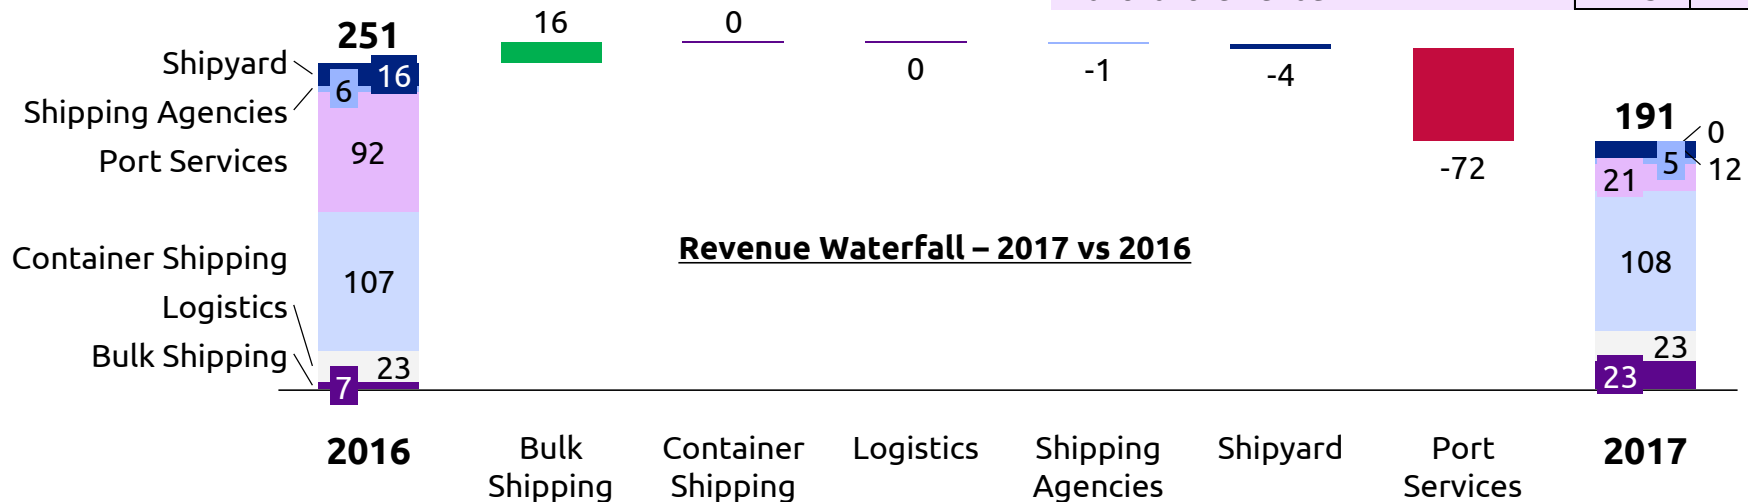 251
16
0
Shipyard
16
6
Shipping Agencies
92
Port Services
0
-1
-4
-72
191
0
5
12
21
Revenue Waterfall – 2017 vs 2016
Container Shipping
107
108
Logistics
Bulk Shipping
23
7
23
23
2016
Bulk
Shipping
Container
Shipping
Logistics
Shipping
Agencies
Shipyard
Port
Services
2017